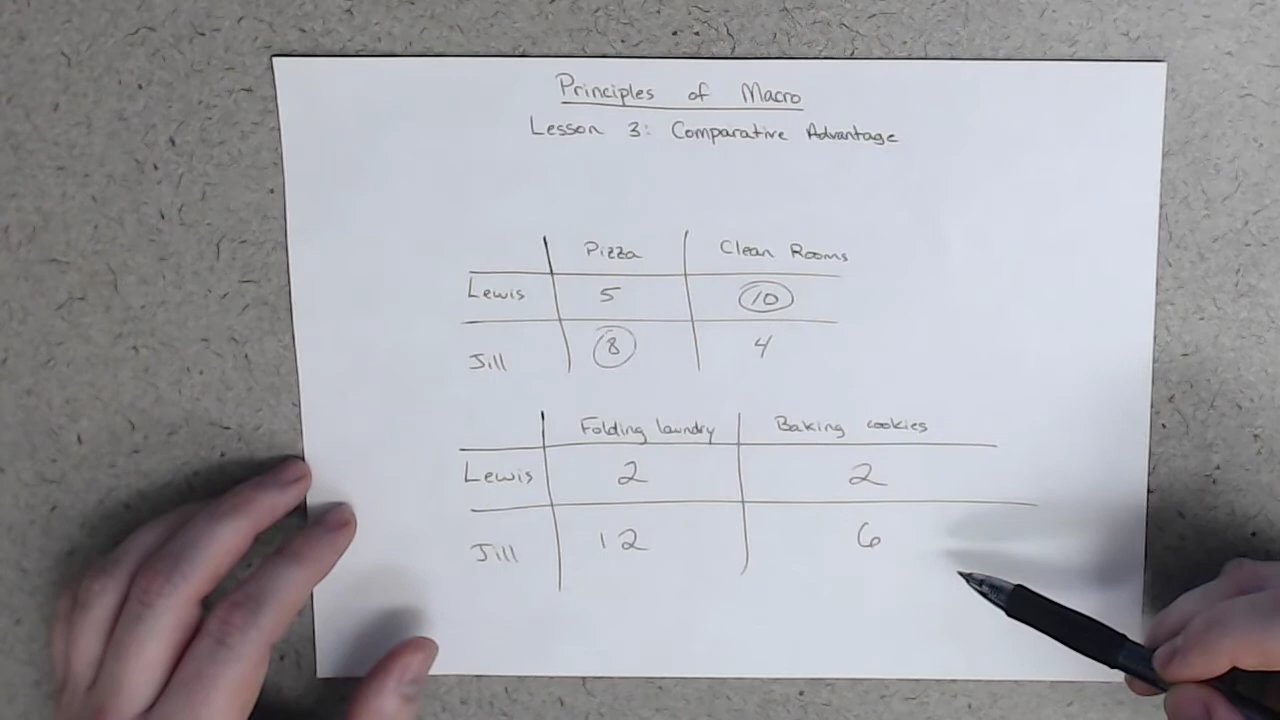 Principles of Macro
Lesson 3: Comparative Advantage
Pizza Clean Rooms
Lewis 5 10
Jill 8 4
Folding laundry Baking cookies
Lewis 2 2
Jill 12 6